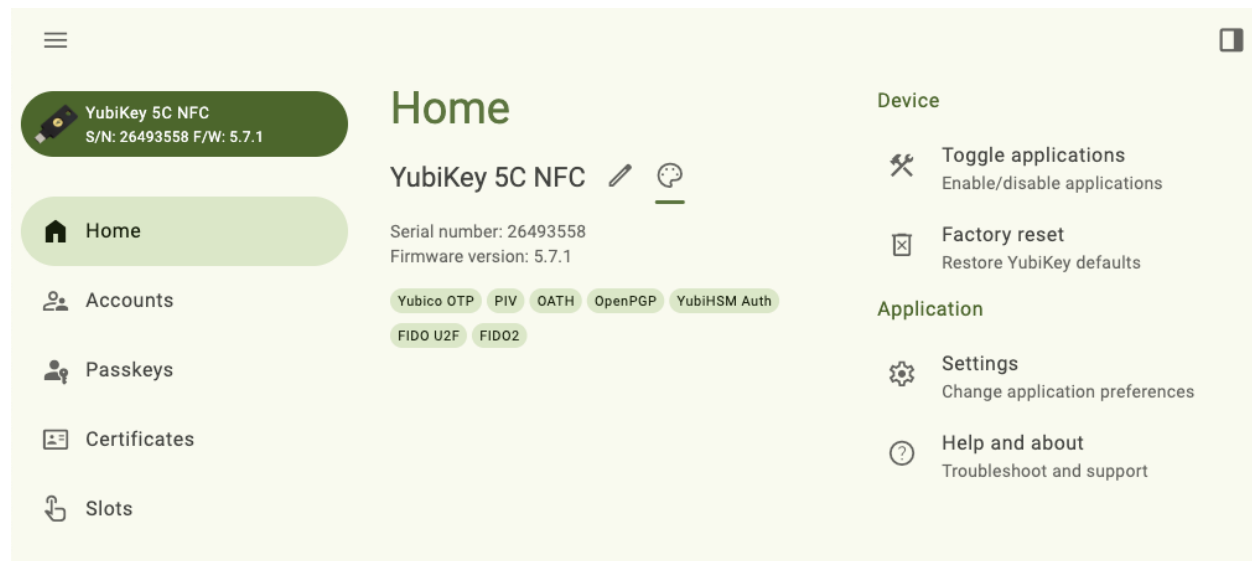 YubiKey 5C NFC
S/N: 26493558 F/W: 5.7.1
Home
Accounts
Passkeys
Certificates
Slots
Home
YubiKey 5C NFC
Serial number: 26493558
Firmware version: 5.7.1
Yubico OTP PIV OATH OpenPGP YubiHSM Auth
FIDO U2F FIDO2
Device
Toggle applications
Enable/disable applications
Factory reset
Restore YubiKey defaults
Application
Settings
Change application preferences
Help and about
Troubleshoot and support